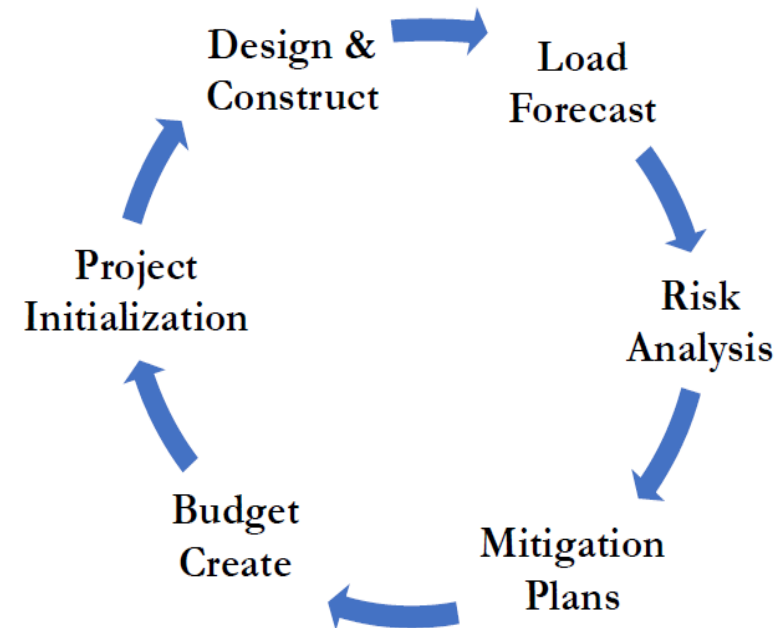 Design &
Construct
Load
Forecast
Risk
Analysis
Mitigation
Plans
Budget
Create
Project
Initialization